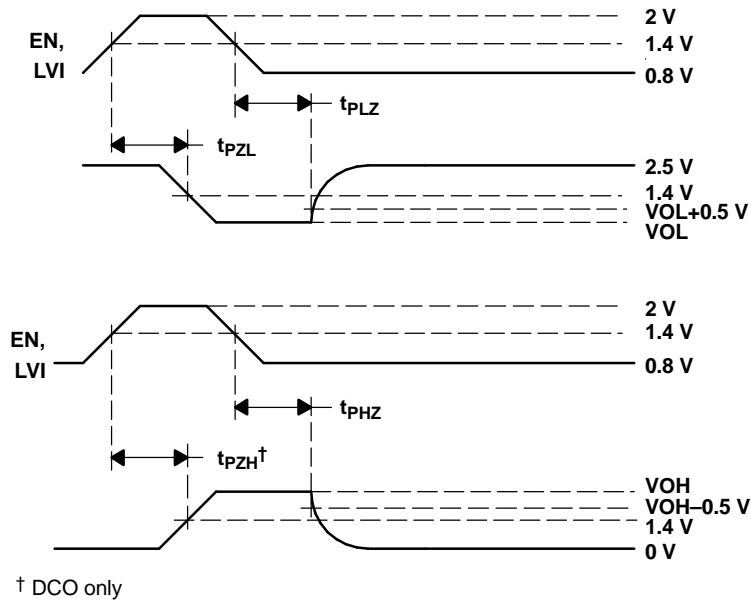 2 V
EN,
1.4 V
LVI
0.8 V
tPLZ
tPZL
2.5 V
1.4 V
VOL+0.5 V
VOL
2 V
EN,
1.4 V
LVI
0.8 V
tPHZ
tPZH†
VOH
VOH–0.5 V
1.4 V
0 V
† DCO only